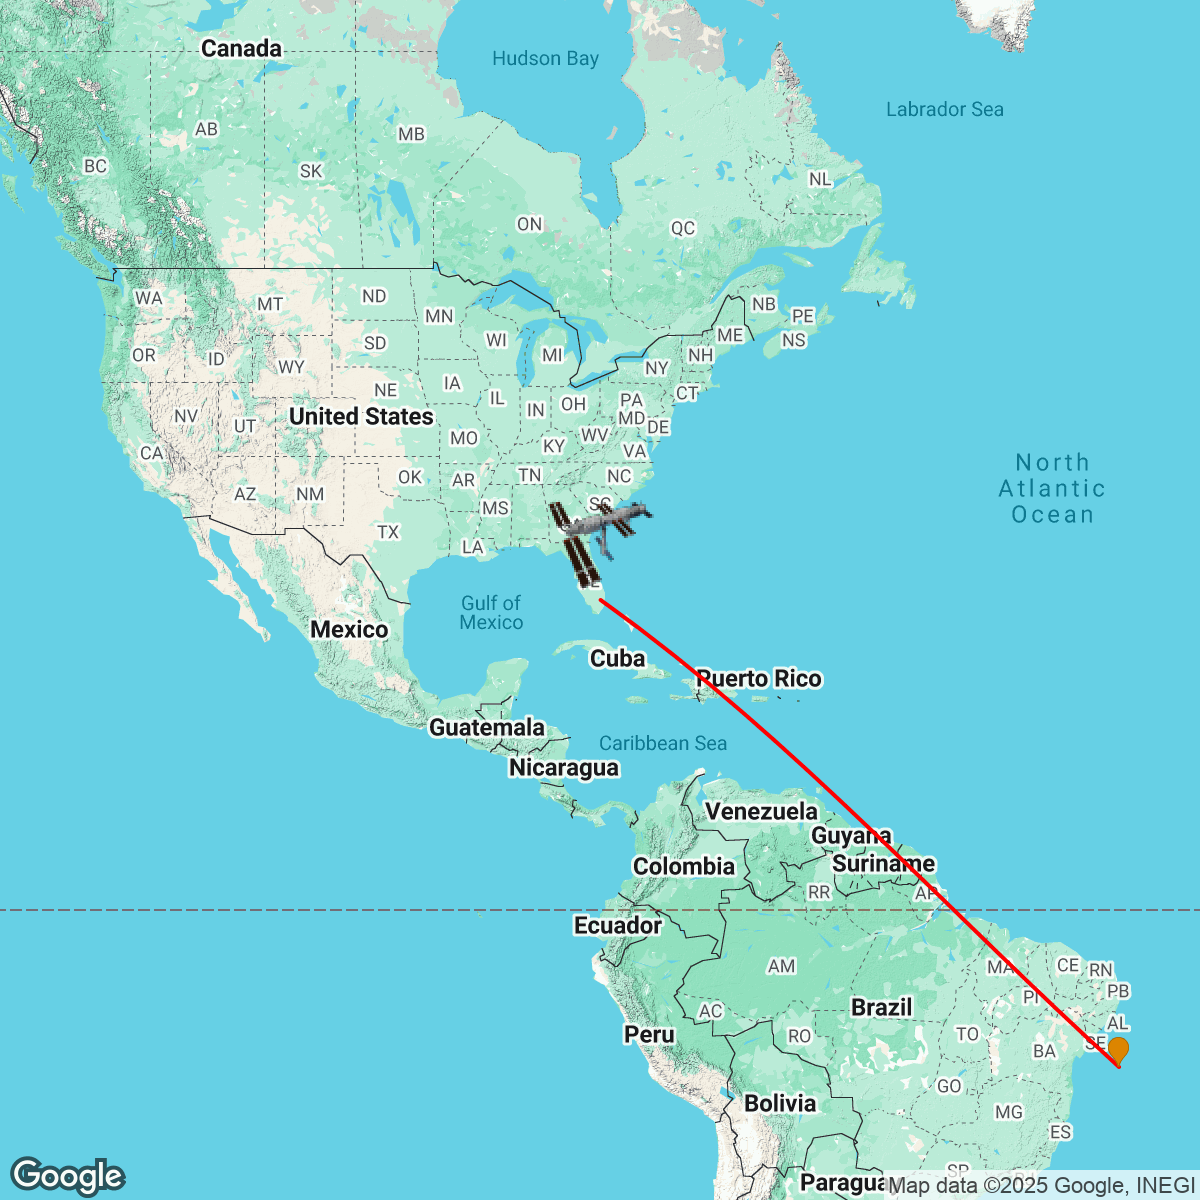 Canada
Hudson Bay
Labrador Sea
AB
MB
BC
SK
NL
ON
QC
WA
MT
ND
MN
NB
PE
ME
NS
OR
ID
WY
SD
WI
MI
NH
NY
NE
IA
IL
IN
OH
PA
CT
MD
DE
United States
NV
UT
MO
KY
WV
VA
CA
OK
AR
TN
NC
AZ
NM
MS
SC
TX
LA
North
Atlantic
Ocean
Gulf of
Mexico
Mexico
Cuba
Puerto Rico
Guatemala
Caribbean Sea
Nicaragua
Venezuela
Guyana
Suriname
Colombia
RR
AP
Ecuador
AM
MA
CE
RN
PI
PB
AC
Brazil
AL
Peru
RO
TO
SE
BA
GO
Bolivia
MG
ES
SP
Google
Map data ©2025 Google, INEGI